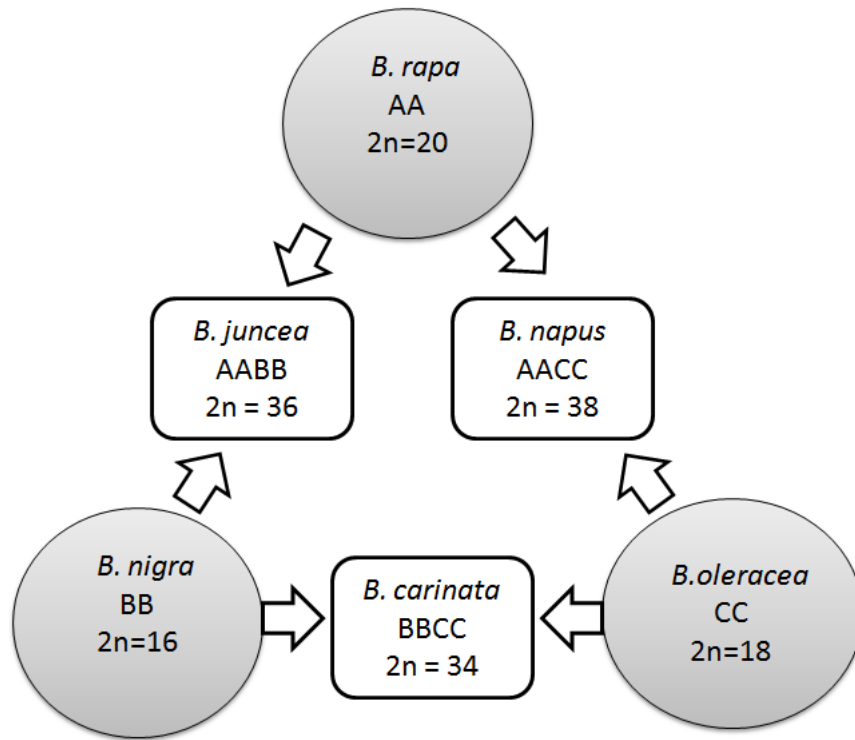 B. rapa
AA
2n=20
B. juncea
AABB
2n = 36
B. napus
AACC
2n = 38
B. nigra
BB
2n=16
B. carinata
BBCC
2n = 34
B.oleracea
CC
2n=18